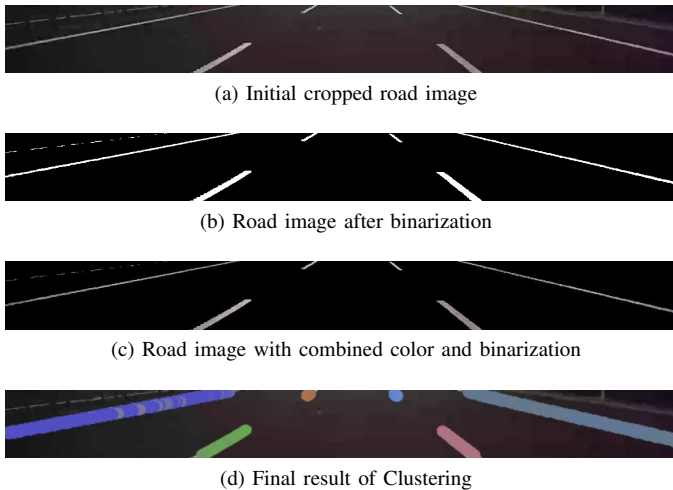 (a) Initial cropped road image
(b) Road image after binarization
(c) Road image with combined color and binarization
(d) Final result of Clustering